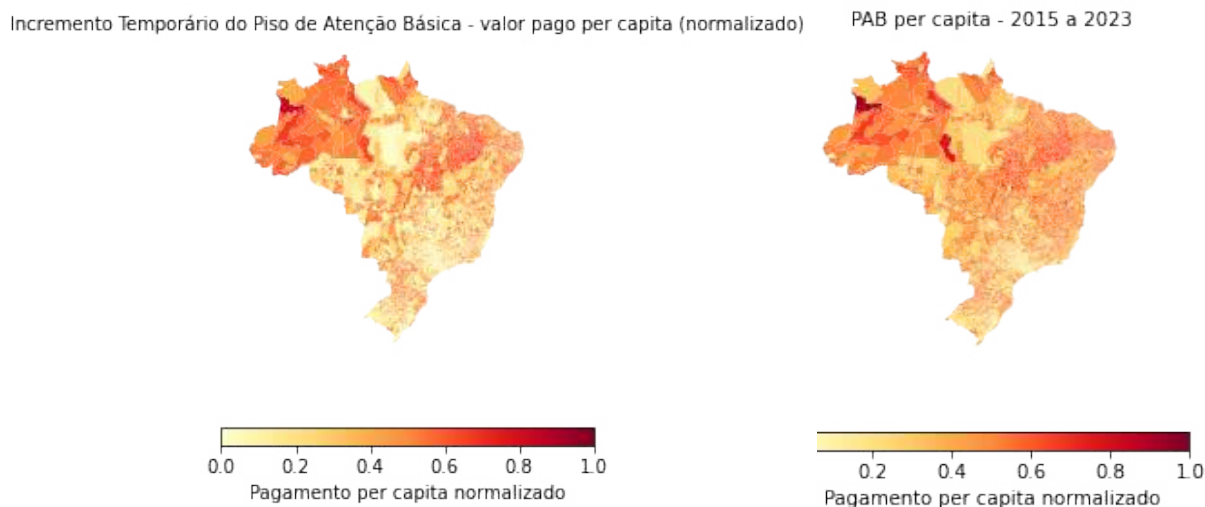 Incremento Temporário do Piso de Atenção Básica - valor pago per capita (normalizado)
PAB per capita - 2015 a 2023
0.0 0.2 0.4 0.6 0.8 1.0
Pagamento per capita normalizado
0.2 0.4 0.6 0.8 1.0
Pagamento per capita normalizado